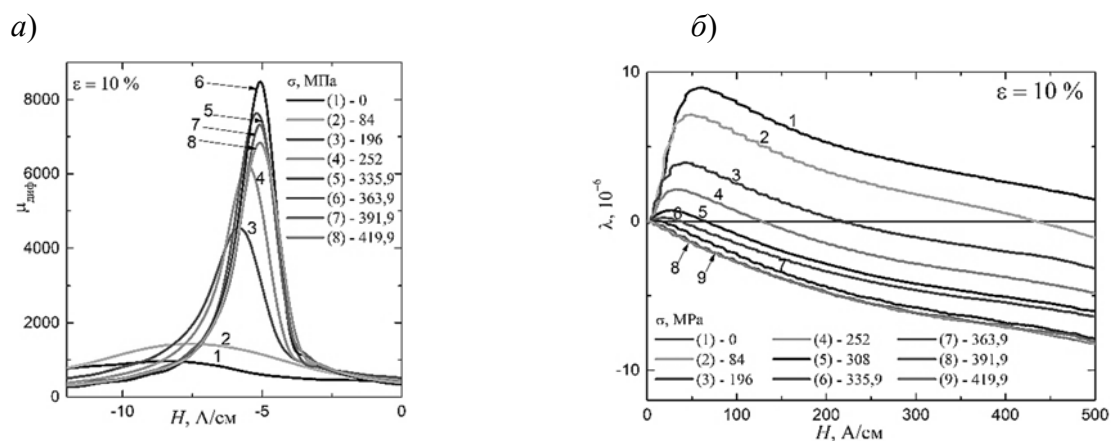 а)
б)
ε = 10 %
σ, МПа
(1) - 0
(2) - 84
(3) - 196
(4) - 252
(5) - 335,9
(6) - 363,9
(7) - 391,9
(8) - 419,9
6
5
7
8
4
3
2
1
8000
6000
4000
2000
0
μдиф
-10
-5
0
H, А/см
ε = 10 %
1
2
3
4
6
5
7
8
9
10
0
-10
λ, 10⁻⁶
σ, MPa
(1) - 0
(2) - 84
(3) - 196
(4) - 252
(5) - 308
(6) - 335,9
(7) - 363,9
(8) - 391,9
(9) - 419,9
0
100
200
300
400
500
H, А/см